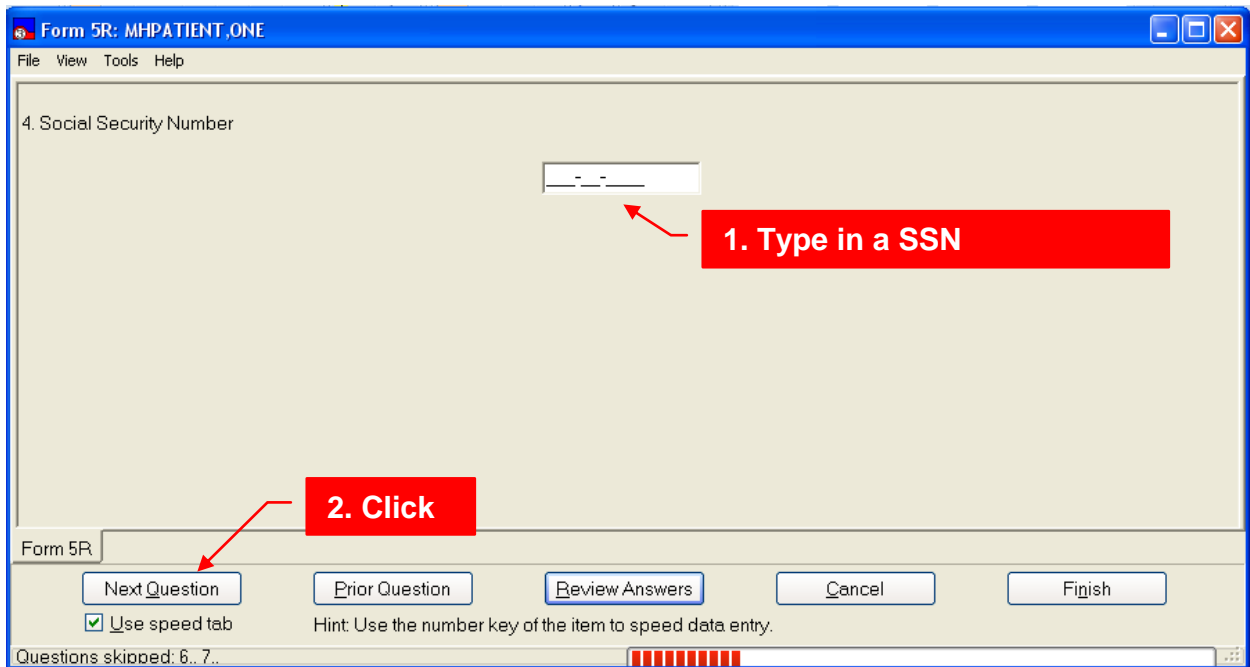 Form 5R: MHPATIENT,ONE
File View Tools Help
4. Social Security Number
___-__-____
1. Type in a SSN
2. Click
Form 5R
Next Question Prior Question Review Answers Cancel Finish
Use speed tab Hint: Use the number key of the item to speed data entry.
Questions skipped: 6.. 7..